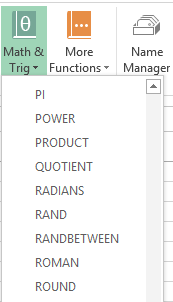 θ
Math & Trig
More Functions
Name Manager
PI
POWER
PRODUCT
QUOTIENT
RADIANS
RAND
RANDBETWEEN
ROMAN
ROUND